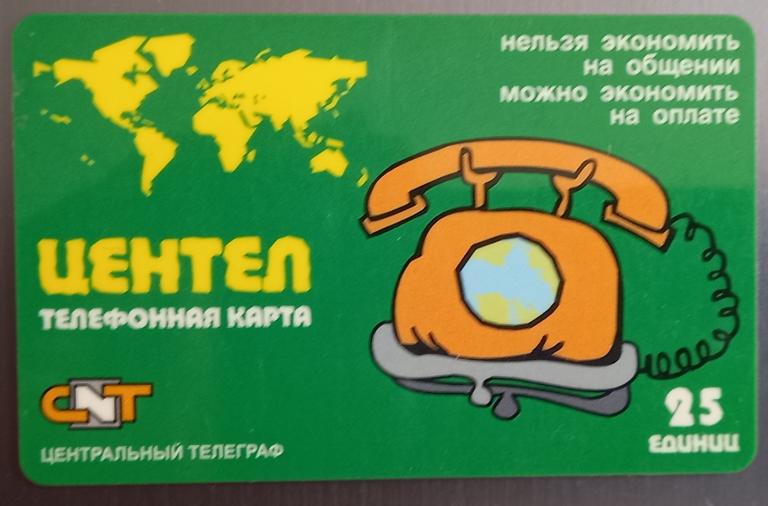 нельзя экономить
на общении
можно экономить
на оплате
ЦЕНТЕЛ
ТЕЛЕФОННАЯ КАРТА
CNT
ЦЕНТРАЛЬНЫЙ ТЕЛЕГРАФ
25
ЕДИНИЦ